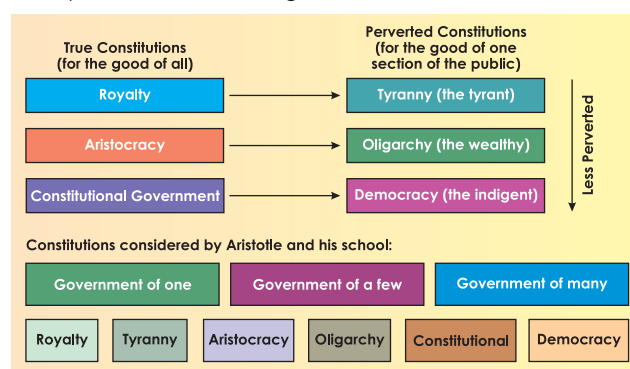 True Constitutions
(for the good of all)
Perverted Constitutions
(for the good of one
section of the public)
Royalty
Tyranny (the tyrant)
Aristocracy
Oligarchy (the wealthy)
Constitutional Government
Democracy (the indigent)
Less Perverted
Constitutions considered by Aristotle and his school:
Government of one
Government of a few
Government of many
Royalty
Tyranny
Aristocracy
Oligarchy
Constitutional
Democracy